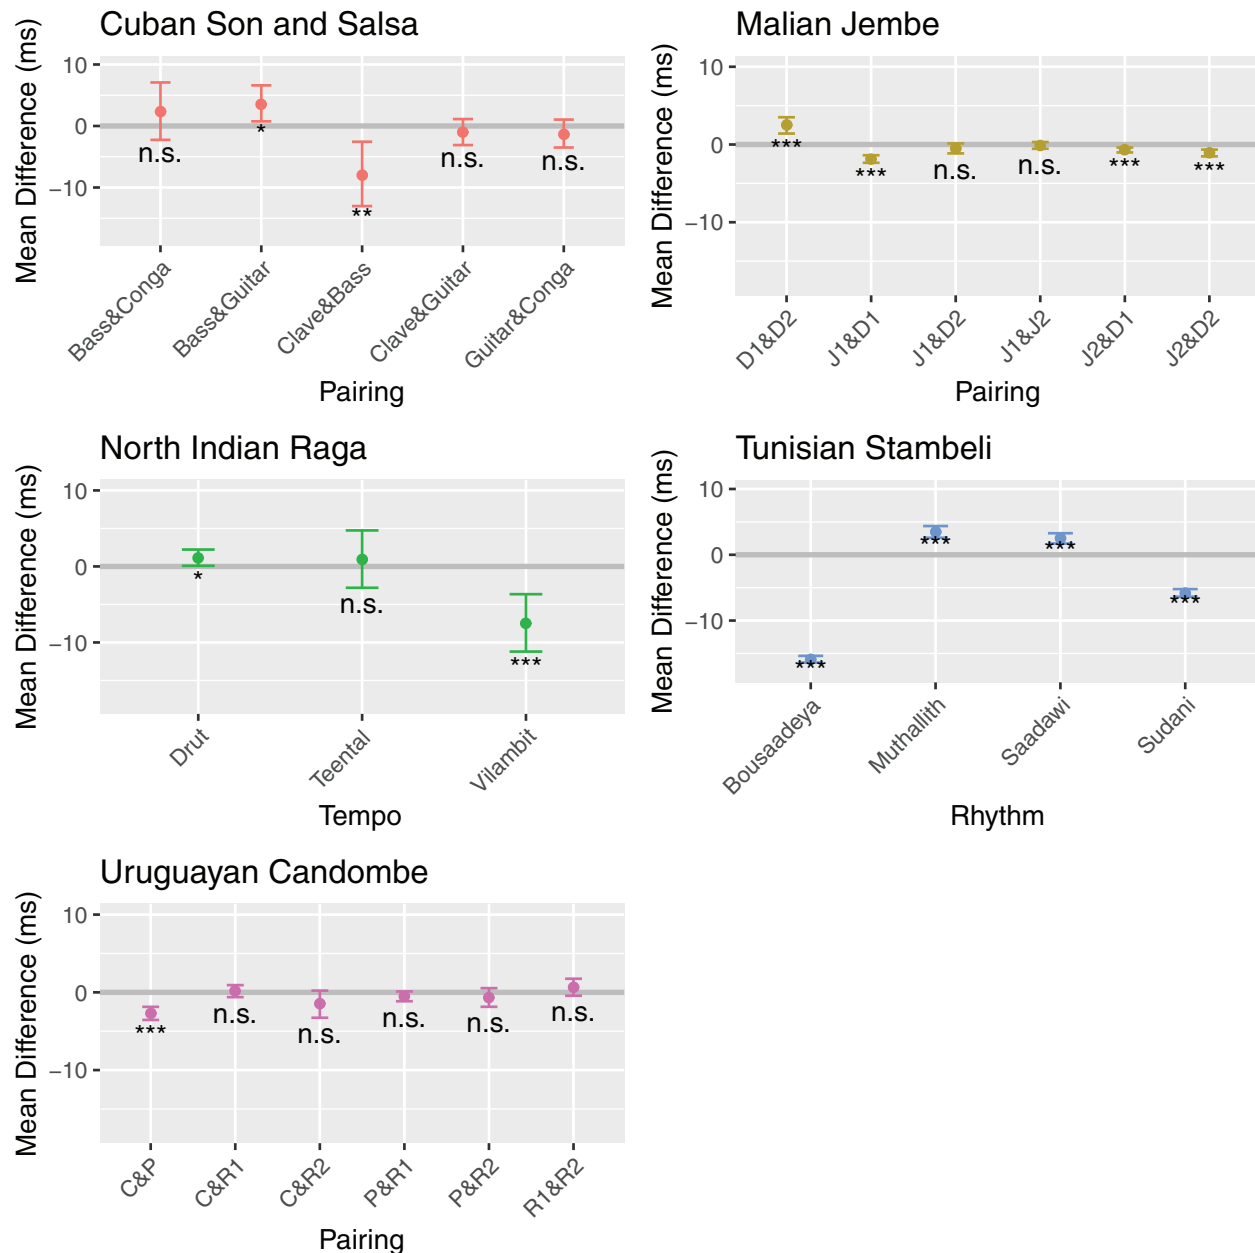 Cuban Son and Salsa
Mean Difference (ms)
10
0
−10
n.s.
*
**
n.s.
n.s.
Bass&Conga
Bass&Guitar
Clave&Bass
Clave&Guitar
Guitar&Conga
Pairing
Malian Jembe
Mean Difference (ms)
10
0
−10
***
***
n.s.
n.s.
***
***
D1&D2
J1&D1
J1&D2
J1&J2
J2&D1
J2&D2
Pairing
North Indian Raga
Mean Difference (ms)
10
0
−10
*
n.s.
***
Drut
Teental
Vilambit
Tempo
Tunisian Stambeli
Mean Difference (ms)
10
0
−10
***
***
***
***
Bousaadeya
Muthallith
Saadawi
Sudani
Rhythm
Uruguayan Candombe
Mean Difference (ms)
10
0
−10
***
n.s.
n.s.
n.s.
n.s.
n.s.
C&P
C&R1
C&R2
P&R1
P&R2
R1&R2
Pairing